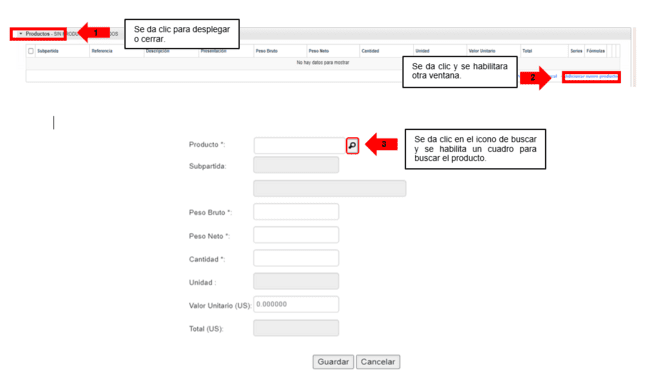 Se da clic para desplegar
o cerrar.
Productos - SIN
1
Subpartida Referencia Descripción Presentación Peso Bruto Peso Neto Cantidad Unidad Valor Unitario Total Series Fórmulas
No hay datos para mostrar
Se da clic y se habilitara
otra ventana.
2
Adicionar nuevo producto
Producto *:
3
Se da clic en el icono de buscar
y se habilita un cuadro para
buscar el producto.
Subpartida:
Peso Bruto *:
Peso Neto *:
Cantidad *:
Unidad :
Valor Unitario (US): 0.000000
Total (US):
Guardar Cancelar